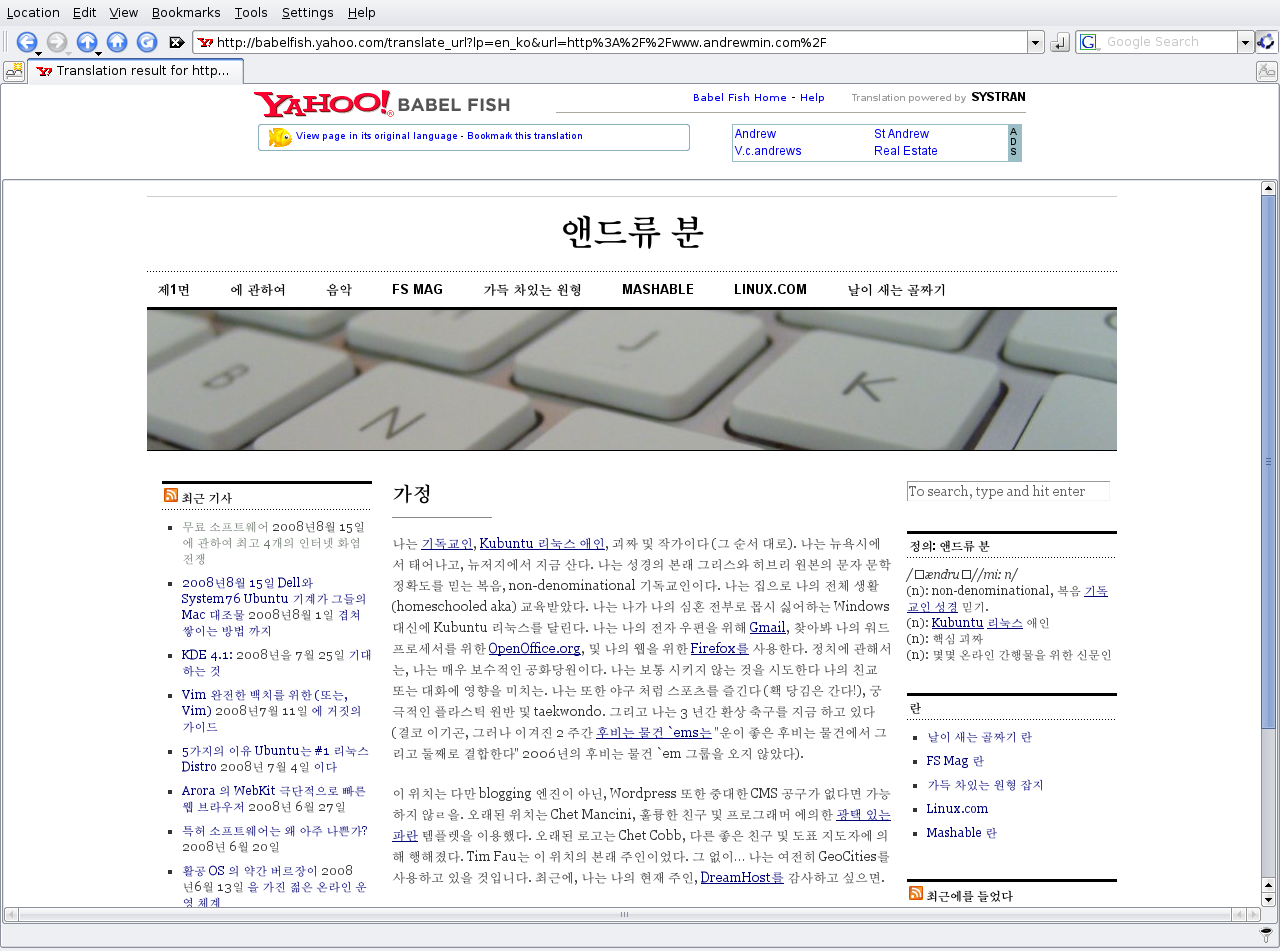 Location Edit View Bookmarks Tools Settings Help
http://babelfish.yahoo.com/translate_url?lp=en_ko&url=http%3A%2F%2Fwww.andrewmin.com%2F
Google Search
Translation result for http...
YAHOO! BABEL FISH
Babel Fish Home - Help
Translation powered by SYSTRAN
View page in its original language - Bookmark this translation
Andrew St Andrew
V.c.andrews Real Estate
ADS
앤드류 분
제1면 에 관하여 음악 FS MAG 가득 차있는 원형 MASHABLE LINUX.COM 날이 새는 골짜기
B N J K
최근 기사
무료 소프트웨어 2008년8월 15일
에 관하여 최고 4개의 인터넷 화염
전쟁
2008년8월 15일 Dell와
System76 Ubuntu 기계가 그들의
Mac 대조물 2008년8월 1일 겹쳐
쌓이는 방법 까지
KDE 4.1: 2008년을 7월 25일 기대
하는 것
Vim 완전한 백치를 위한 (또는,
Vim) 2008년7월 11일 에 거짓의
가이드
5가지의 이유 Ubuntu는 #1 리눅스
Distro 2008년 7월 4일 이다
Arora 의 WebKit 극단적으로 빠른
웹 브라우저 2008년 6월 27일
특허 소프트웨어는 왜 아주 나쁜가?
2008년 6월 20일
활공 OS 의 약간 버르장이 2008
년6월 13일 을 가진 젊은 온라인 운
영 체계
가정
나는 기독교인, Kubuntu 리눅스 애인, 괴짜 및 작가이다 (그 순서 대로). 나는 뉴욕시에
서 태어나고, 뉴저지에서 지금 산다. 나는 성경의 본래 그리스와 히브리 원본의 문자 문학
정확도를 믿는 복음, non-denominational 기독교인이다. 나는 집으로 나의 전체 생활
(homeschooled aka) 교육받았다. 나는 나가 나의 심혼 전부로 몹시 싫어하는 Windows
대신에 Kubuntu 리눅스를 달린다. 나는 나의 전자 우편을 위해 Gmail, 찾아봐 나의 워드
프로세서를 위한 OpenOffice.org, 및 나의 웹을 위한 Firefox를 사용한다. 정치에 관해서
는, 나는 매우 보수적인 공화당원이다. 나는 보통 시키지 않는 것을 시도한다 나의 친교
또는 대화에 영향을 미치는. 나는 또한 야구 처럼 스포츠를 즐긴다 (홱 당김은 간다!), 궁
극적인 플라스틱 원반 및 taekwondo. 그리고 나는 3 년간 환상 축구를 지금 하고 있다
(결코 이기곤, 그러나 이겨진 2 주간 후비는 물건 `ems는 "운이 좋은 후비는 물건에서 그
리고 둘째로 결합한다" 2006년의 후비는 물건 `em 그룹을 오지 않았다).
이 위치는 다만 blogging 엔진이 아닌, Wordpress 또한 중대한 CMS 공구가 없다면 가능
하지 않ㄹ을. 오래된 위치는 Chet Mancini, 훌륭한 친구 및 프로그래머 에의한 광택 있는
파란 템플렛을 이용했다. 오래된 로고는 Chet Cobb, 다른 좋은 친구 및 도표 지도자에 의
해 행해졌다. Tim Fau는 이 위치의 본래 주인이었다. 그 없이... 나는 여전히 GeoCities를
사용하고 있을 것입니다. 최근에, 나는 나의 현재 주인, DreamHost를 감사하고 싶으면.
To search, type and hit enter
정의: 앤드류 분
/□ændru□//mi: n/
(n): non-denominational, 복음 기독
교인 성경 믿기.
(n): Kubuntu 리눅스 애인
(n): 핵심 괴짜
(n): 몇몇 온라인 간행물을 위한 신문인
란
날이 새는 골짜기 란
FS Mag 란
가득 차있는 원형 잡지
Linux.com
Mashable 란
최근에를 들었다